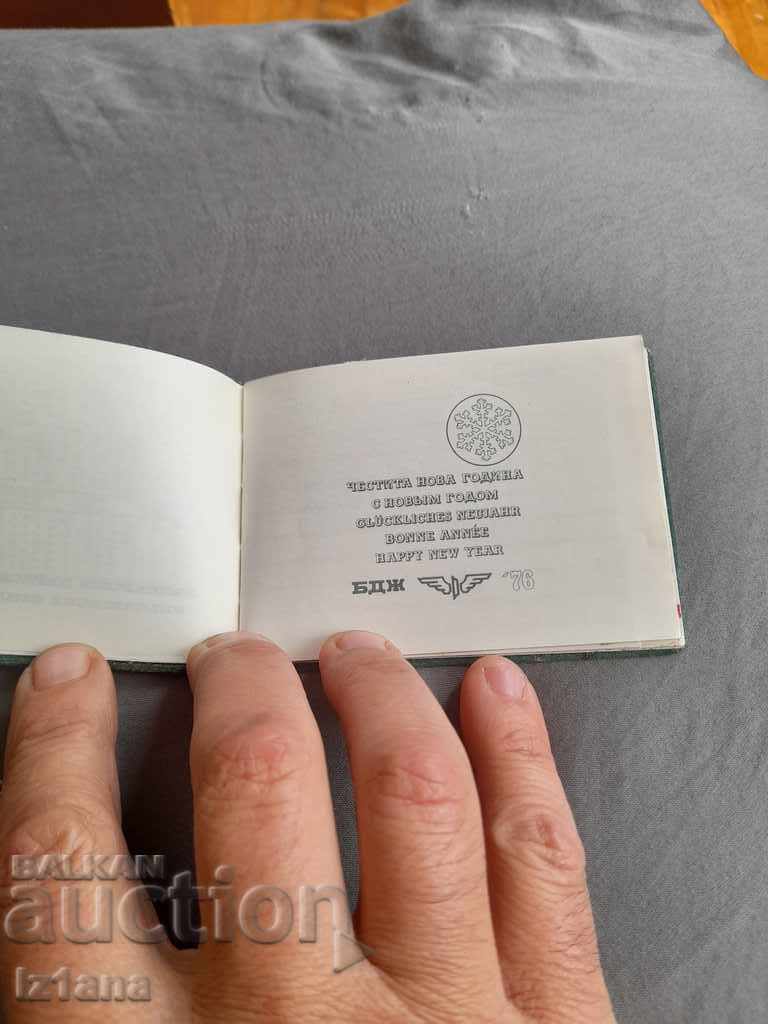 ЧЕСТИТА НОВА ГОДИНА
С НОВЫМ ГОДОМ
GLÜCKLICHES NEUJAHR
BONNE ANNÉE
HAPPY NEW YEAR
БДЖ '76
BALKAN
auction
iz1ana